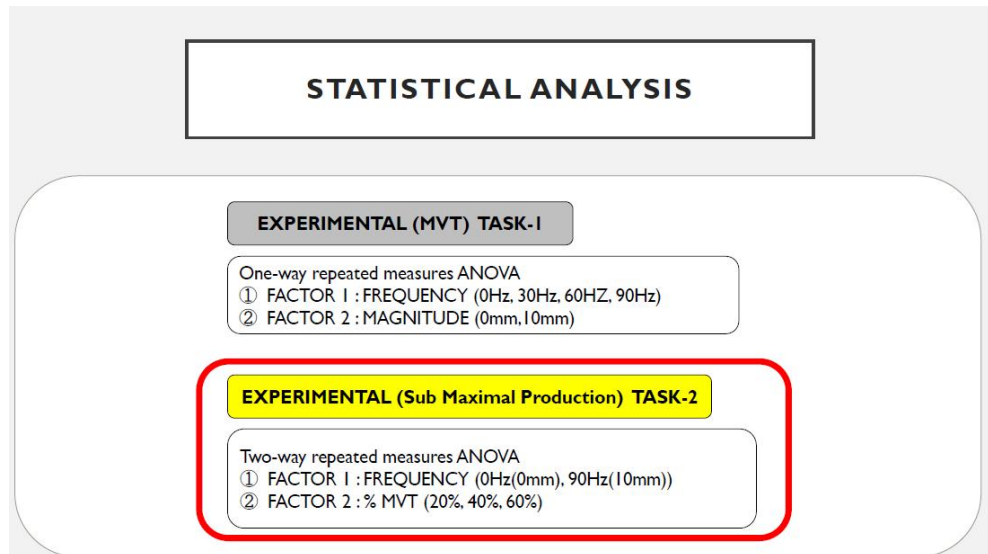 STATISTICAL ANALYSIS
EXPERIMENTAL (MVT) TASK-1
One-way repeated measures ANOVA
① FACTOR 1 : FREQUENCY (0Hz, 30Hz, 60HZ, 90Hz)
② FACTOR 2 : MAGNITUDE (0mm,10mm)
EXPERIMENTAL (Sub Maximal Production) TASK-2
Two-way repeated measures ANOVA
① FACTOR 1 : FREQUENCY (0Hz(0mm), 90Hz(10mm))
② FACTOR 2 : % MVT (20%, 40%, 60%)